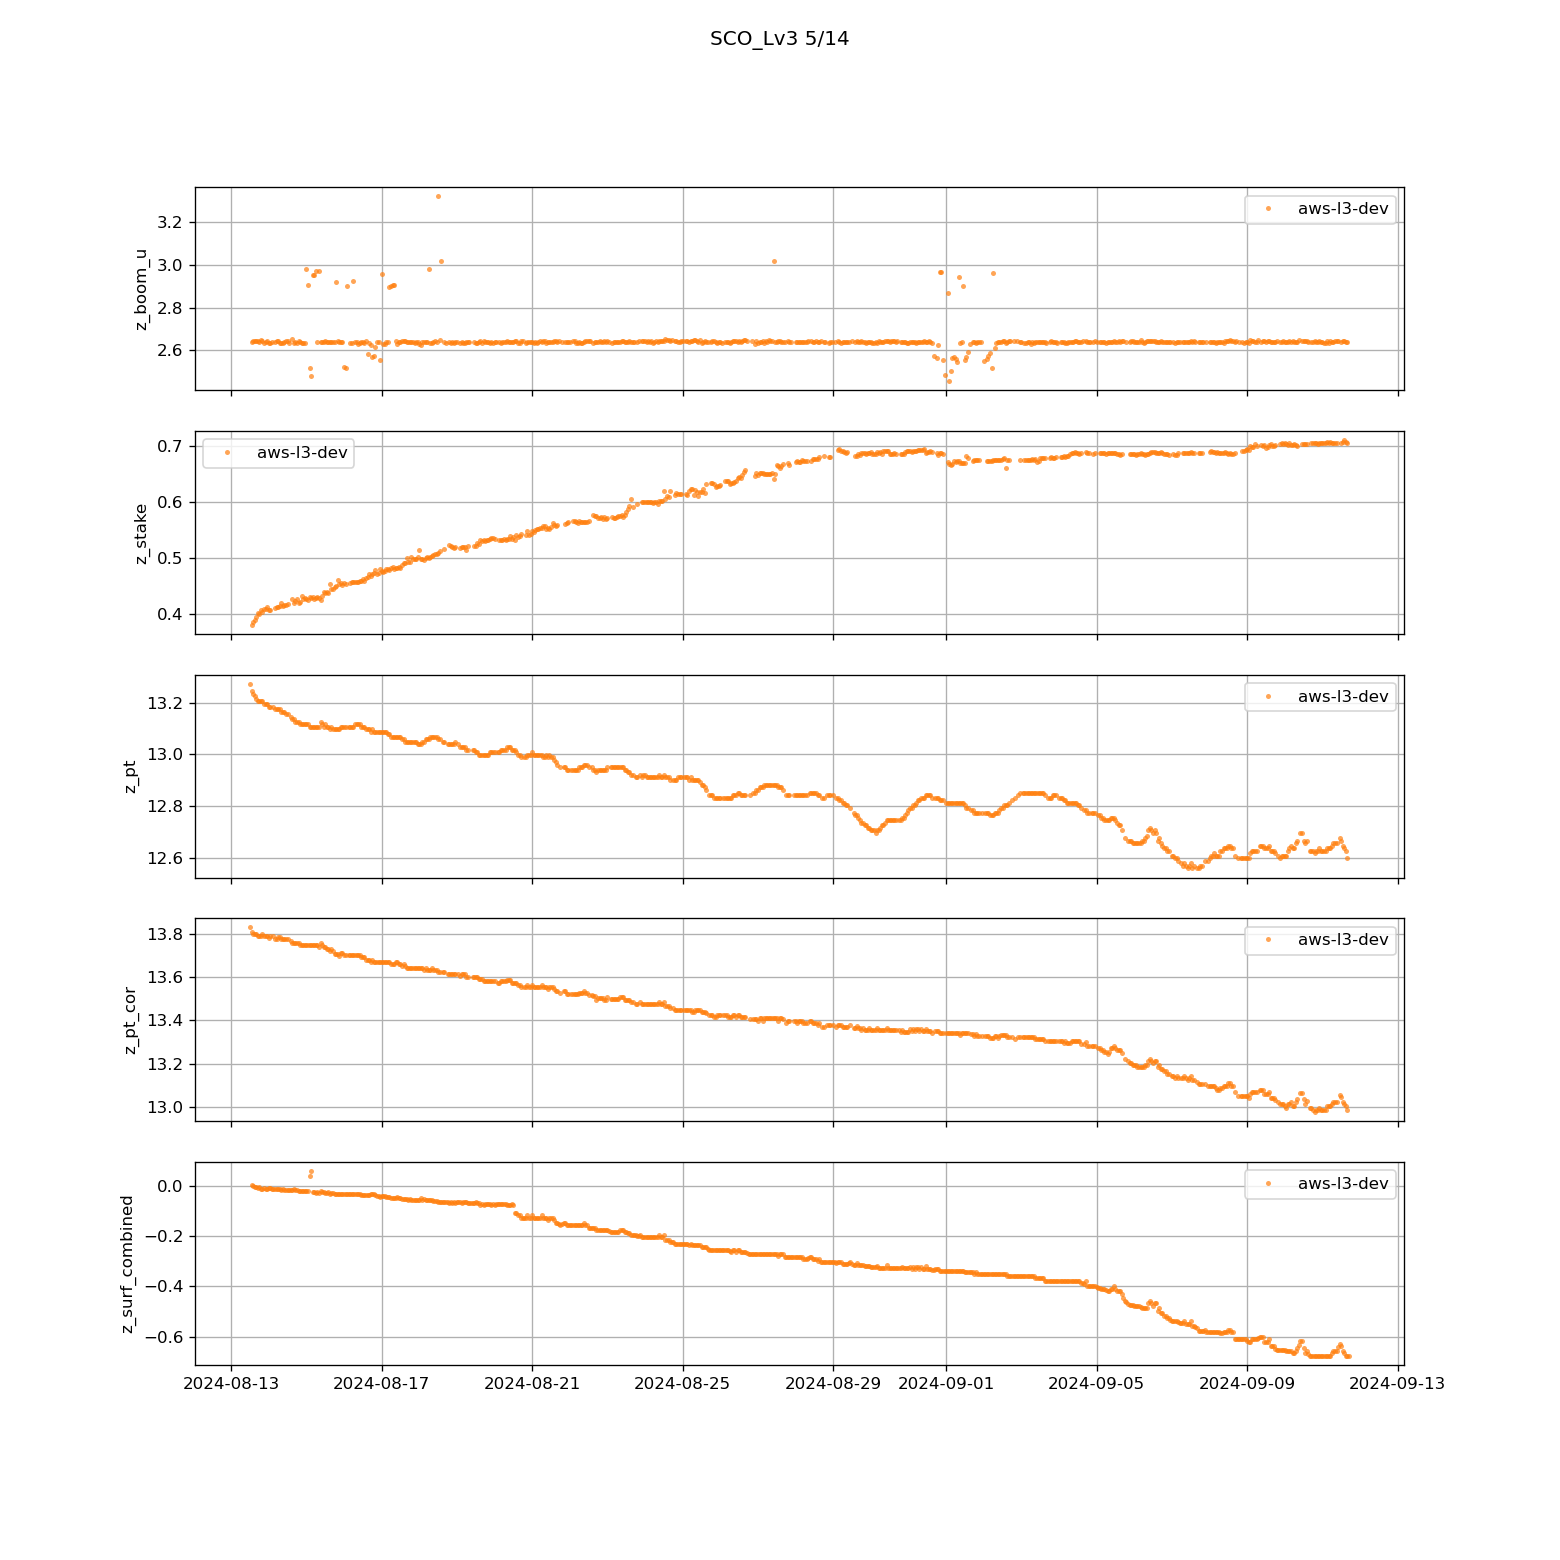 SCO_Lv3 5/14
z_boom_u
3.2
3.0
2.8
2.6
aws-l3-dev
z_stake
0.7
0.6
0.5
0.4
aws-l3-dev
z_pt
13.2
13.0
12.8
12.6
aws-l3-dev
z_pt_cor
13.8
13.6
13.4
13.2
13.0
aws-l3-dev
z_surf_combined
0.0
−0.2
−0.4
−0.6
aws-l3-dev
2024-08-13 2024-08-17 2024-08-21 2024-08-25 2024-08-29 2024-09-01 2024-09-05 2024-09-09 2024-09-13